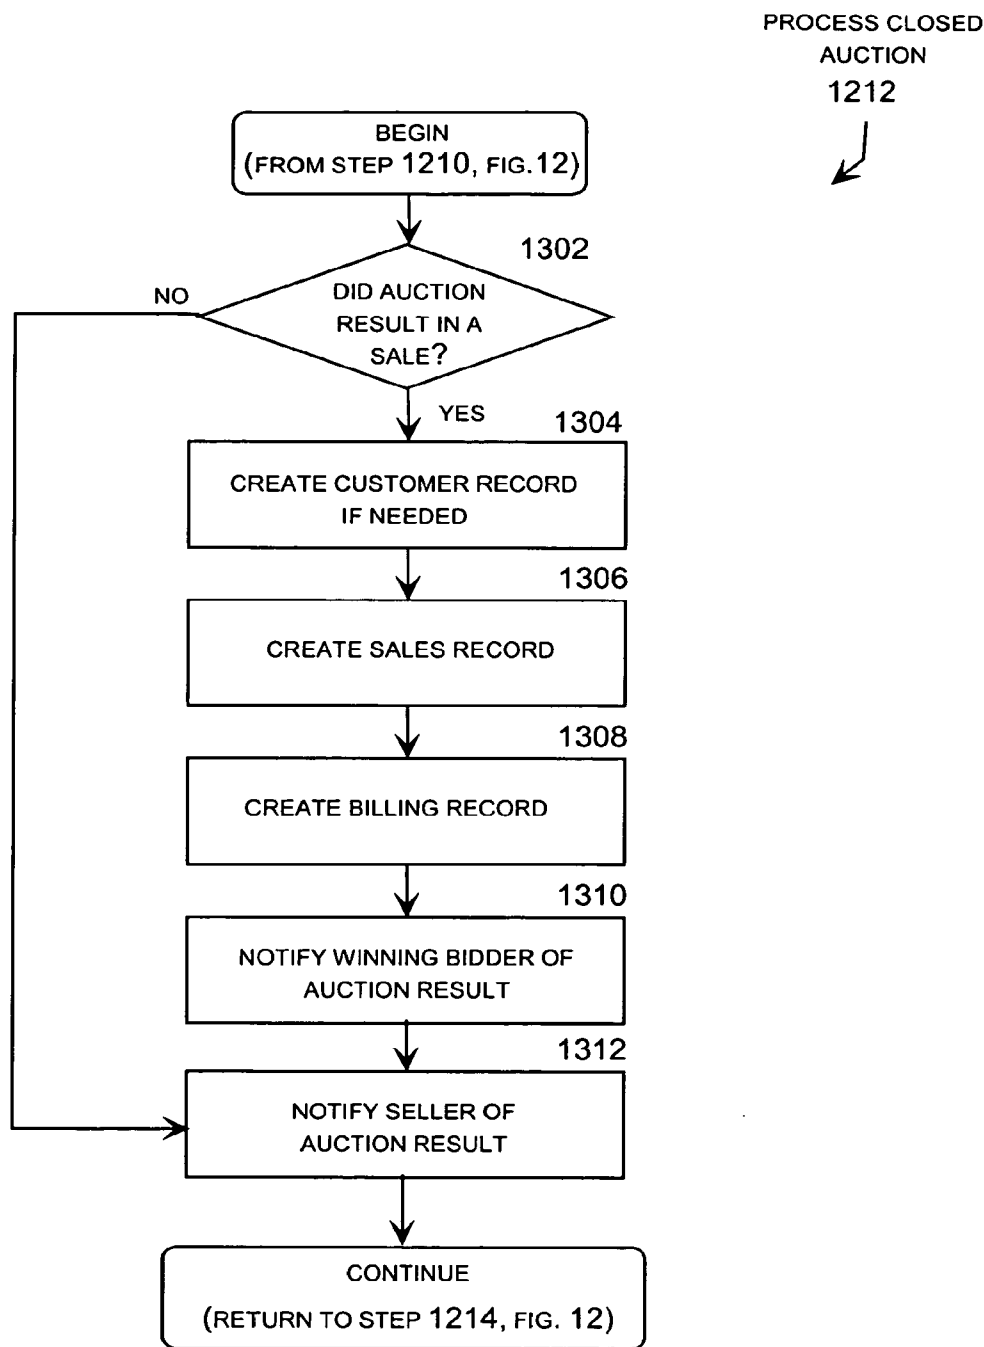 PROCESS CLOSED
AUCTION
1212
BEGIN
(FROM STEP 1210, FIG.12)
1302
DID AUCTION
RESULT IN A
SALE?
NO
YES
1304
CREATE CUSTOMER RECORD
IF NEEDED
1306
CREATE SALES RECORD
1308
CREATE BILLING RECORD
1310
NOTIFY WINNING BIDDER OF
AUCTION RESULT
1312
NOTIFY SELLER OF
AUCTION RESULT
CONTINUE
(RETURN TO STEP 1214, FIG. 12)